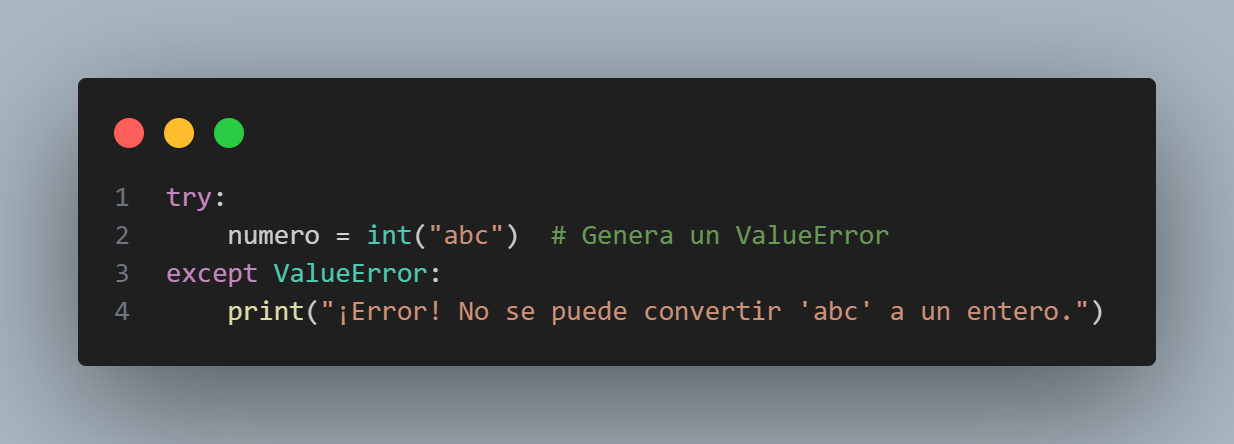 1 try:
2     numero = int("abc")  # Genera un ValueError
3 except ValueError:
4     print("¡Error! No se puede convertir 'abc' a un entero.")